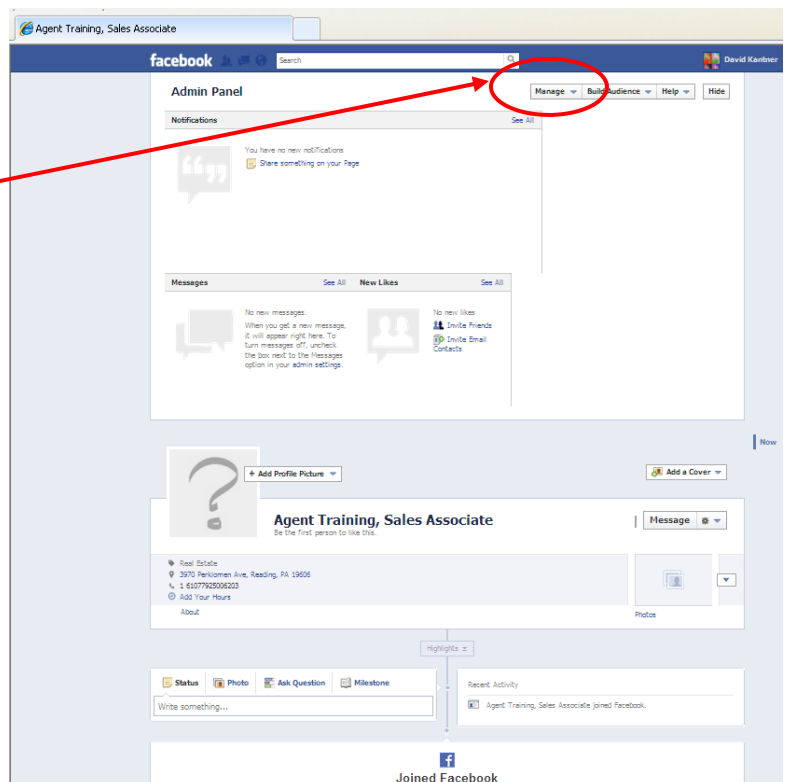 Agent Training, Sales Associate
facebook Search David Kantner
Admin Panel Manage Build Audience Help Hide
Notifications See All
You have no new notifications
Share something on your Page
Messages See All New Likes See All
No new messages.
When you get a new message,
it will appear right here. To
turn messages off, uncheck
the box next to the Messages
option in your admin settings.
No new likes
Invite Friends
Invite Email
Contacts
Now
+ Add Profile Picture
Add a Cover
Agent Training, Sales Associate
Be the first person to like this.
Message
Real Estate
3970 Perkiomen Ave, Reading, PA 19606
1 61077925006203
Add Your Hours
About
Photos
Highlights
Status Photo Ask Question Milestone
Write something...
Recent Activity
Agent Training, Sales Associate joined Facebook.
Joined Facebook